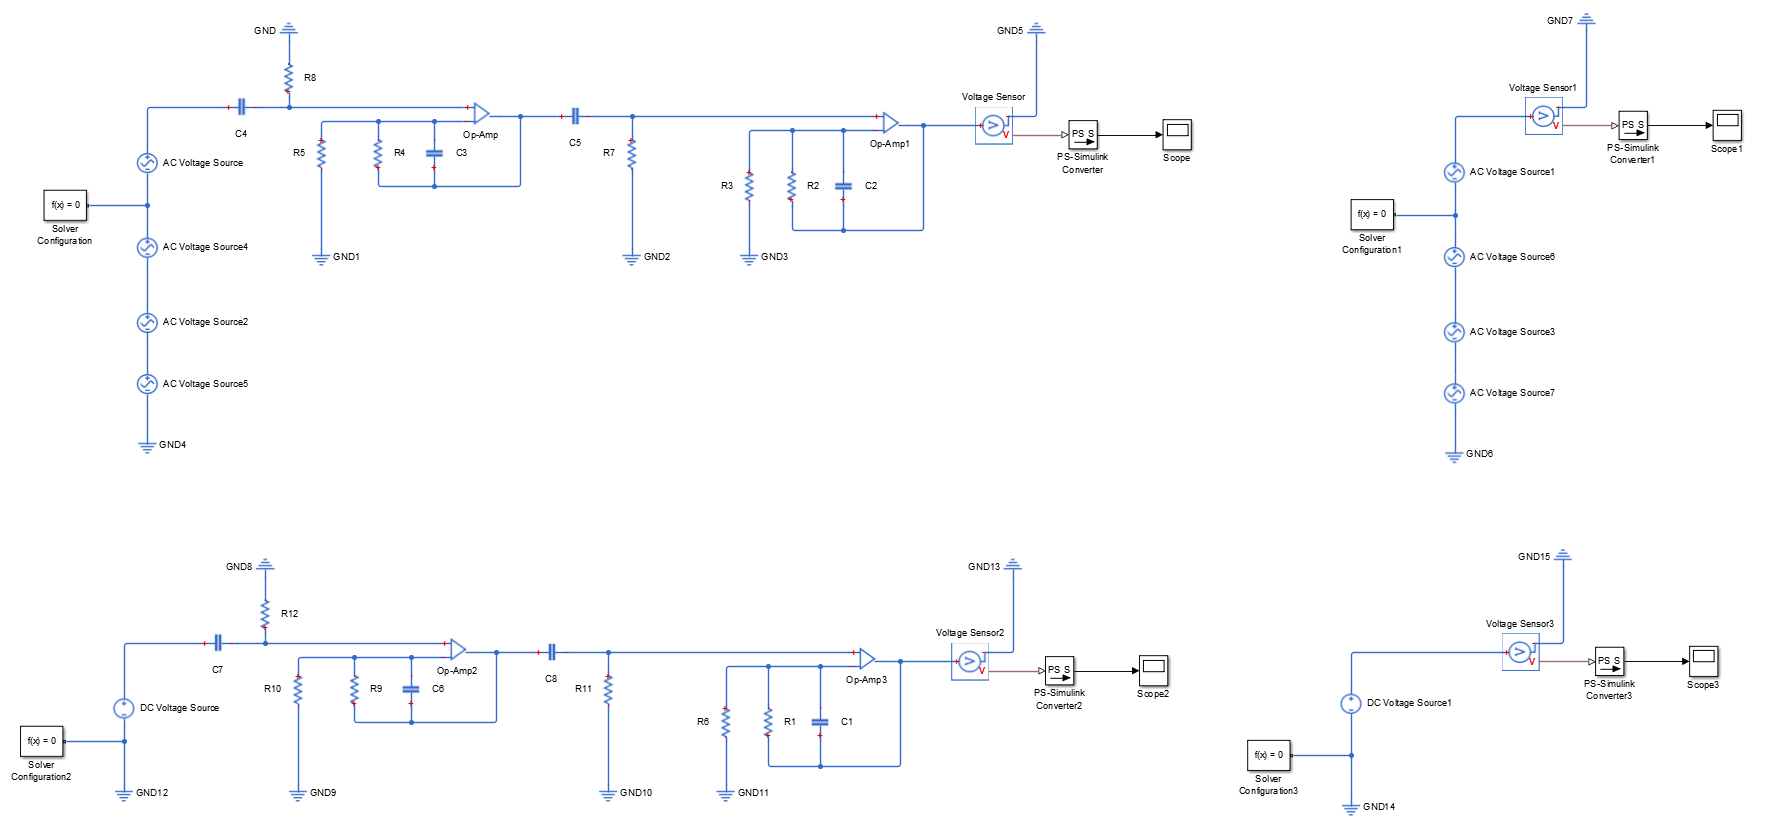 GND
R8
C4
AC Voltage Source
f(x) = 0
Solver
Configuration
AC Voltage Source4
AC Voltage Source2
AC Voltage Source5
GND4
R5
R4
C3
Op-Amp
GND1
C5
R7
GND2
R3
R2
C2
Op-Amp1
GND3
GND5
Voltage Sensor
V
PS S
PS-Simulink
Converter
Scope
GND7
Voltage Sensor1
V
PS S
PS-Simulink
Converter1
Scope1
AC Voltage Source1
f(x) = 0
Solver
Configuration1
AC Voltage Source6
AC Voltage Source3
AC Voltage Source7
GND6
GND8
R12
C7
DC Voltage Source
f(x) = 0
Solver
Configuration2
GND12
R10
R9
C6
Op-Amp2
GND9
C8
R11
GND10
R6
R1
C1
Op-Amp3
GND11
GND13
Voltage Sensor2
V
PS S
PS-Simulink
Converter2
Scope2
GND15
Voltage Sensor3
V
PS S
PS-Simulink
Converter3
Scope3
DC Voltage Source1
f(x) = 0
Solver
Configuration3
GND14